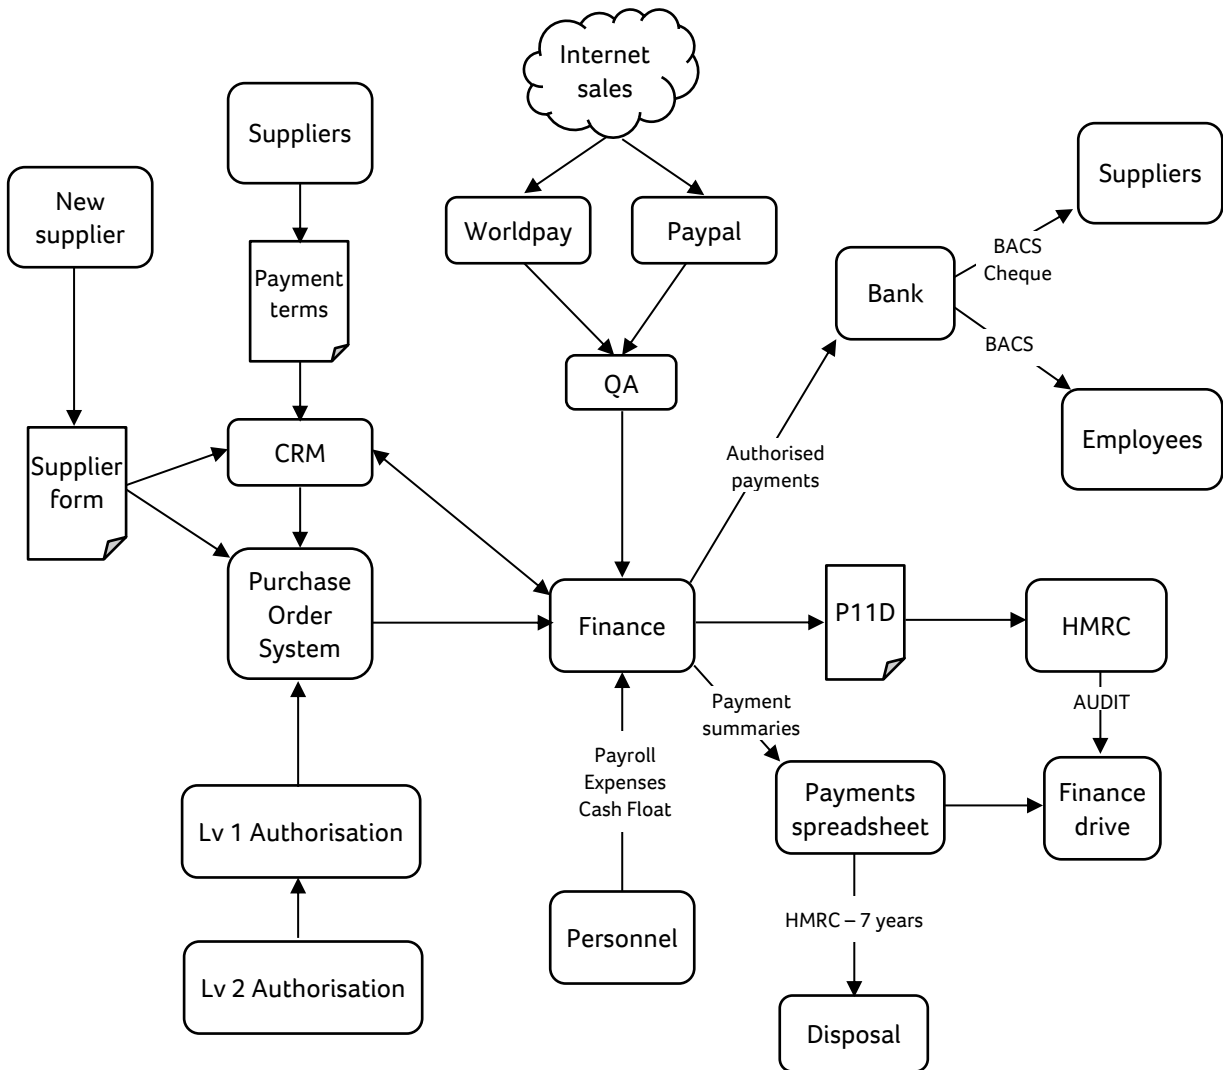 Internet
sales
Suppliers
Suppliers
New
supplier
Worldpay
Paypal
BACS
Cheque
Payment
terms
Bank
BACS
QA
Employees
CRM
Supplier
form
Authorised
payments
Purchase
Order
System
Finance
P11D
HMRC
Payment
summaries
AUDIT
Payroll
Expenses
Cash Float
Payments
spreadsheet
Finance
drive
Lv 1 Authorisation
HMRC – 7 years
Personnel
Lv 2 Authorisation
Disposal